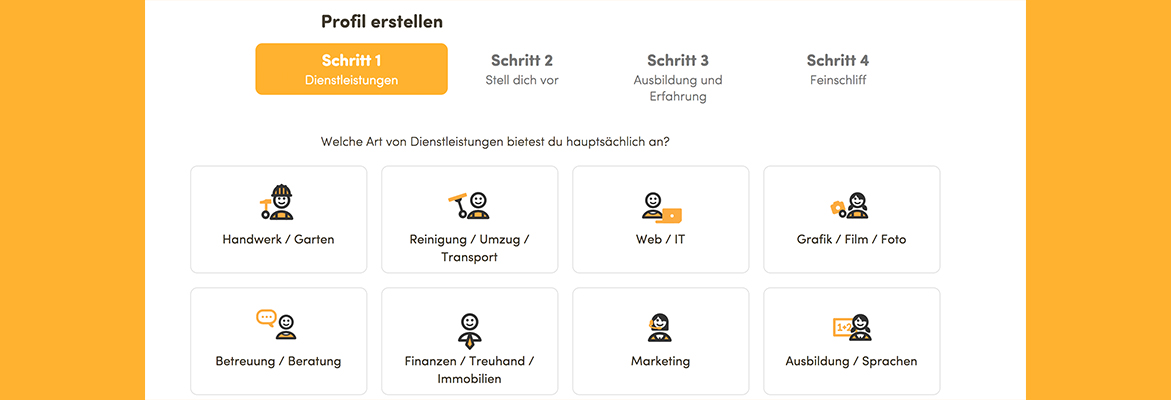 Profil erstellen
Schritt 1
Dienstleistungen
Schritt 2
Stell dich vor
Schritt 3
Ausbildung und
Erfahrung
Schritt 4
Feinschliff
Welche Art von Dienstleistungen bietest du hauptsächlich an?
Handwerk / Garten
Reinigung / Umzug /
Transport
Web / IT
Grafik / Film / Foto
Betreuung / Beratung
Finanzen / Treuhand /
Immobilien
Marketing
1+2
Ausbildung / Sprachen